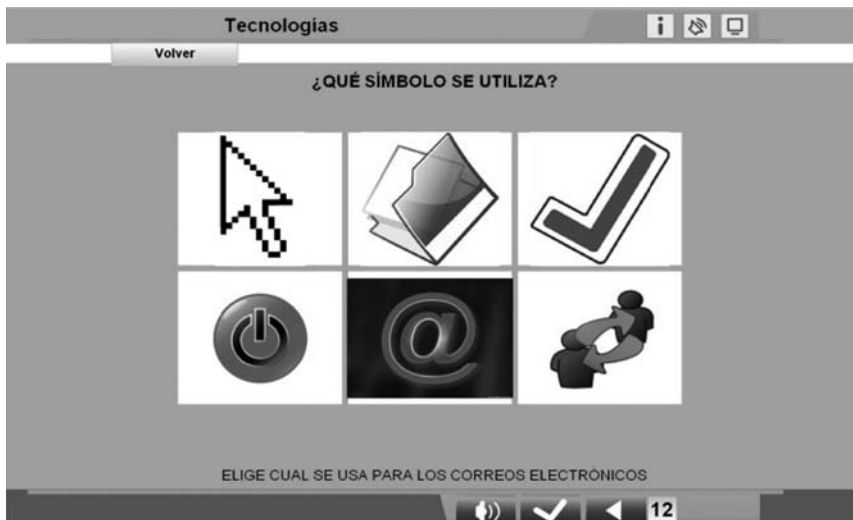 Tecnologías
Volver
¿QUÉ SÍMBOLO SE UTILIZA?
@
ELIGE CUAL SE USA PARA LOS CORREOS ELECTRÓNICOS
12